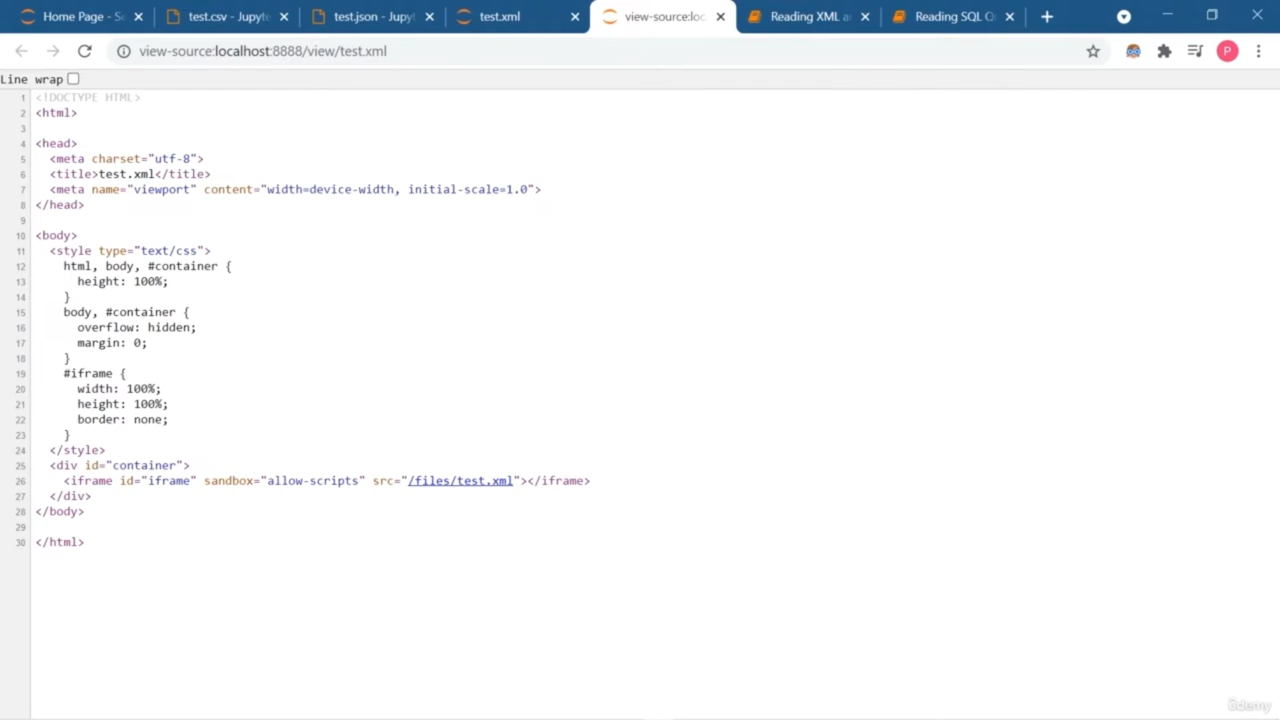 Home Page - Se
test.csv - Jupyte
test.json - Jupyt
test.xml
view-source:loc
Reading XML a
Reading SQL Q
view-source:localhost:8888/view/test.xml
P
Line wrap
1 <!DOCTYPE HTML>
2 <html>
3
4 <head>
5 <meta charset="utf-8">
6 <title>test.xml</title>
7 <meta name="viewport" content="width=device-width, initial-scale=1.0">
8 </head>
9
10 <body>
11 <style type="text/css">
12 html, body, #container {
13 height: 100%;
14 }
15 body, #container {
16 overflow: hidden;
17 margin: 0;
18 }
19 #iframe {
20 width: 100%;
21 height: 100%;
22 border: none;
23 }
24 </style>
25 <div id="container">
26 <iframe id="iframe" sandbox="allow-scripts" src="/files/test.xml"></iframe>
27 </div>
28 </body>
29
30 </html>
ûdemy